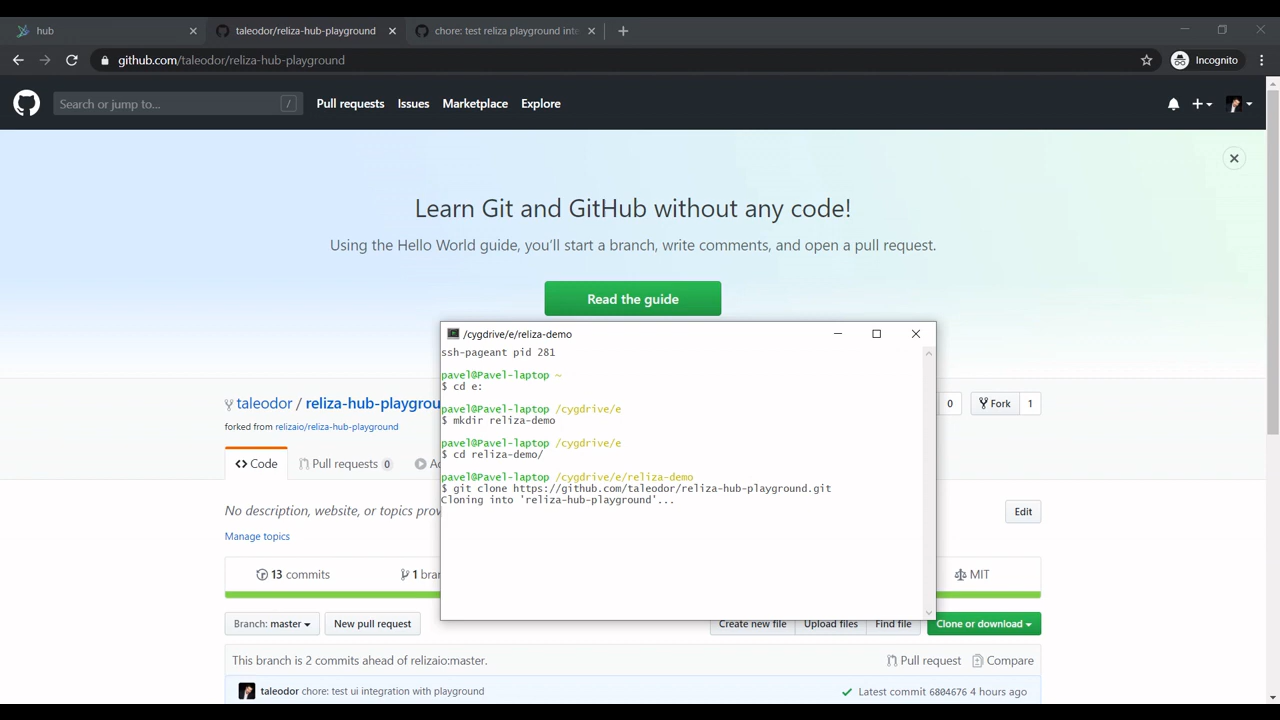 hub
taleodor/reliza-hub-playground
chore: test reliza playground inte
github.com/taleodor/reliza-hub-playground
Incognito
Search or jump to...
/
Pull requests
Issues
Marketplace
Explore
Learn Git and GitHub without any code!
Using the Hello World guide, you'll start a branch, write comments, and open a pull request.
Read the guide
/cygdrive/e/reliza-demo
ssh-pageant pid 281
pavel@Pavel-laptop ~
$ cd e:
pavel@Pavel-laptop /cygdrive/e
$ mkdir reliza-demo
pavel@Pavel-laptop /cygdrive/e
$ cd reliza-demo/
pavel@Pavel-laptop /cygdrive/e/reliza-demo
$ git clone https://github.com/taleodor/reliza-hub-playground.git
Cloning into 'reliza-hub-playground'...
taleodor / reliza-hub-playgrou
0
Fork 1
forked from relizaio/reliza-hub-playground
Code
Pull requests 0
Ac
No description, website, or topics prov
Edit
Manage topics
13 commits
1 bran
MIT
Branch: master
New pull request
Create new file
Upload files
Find file
Clone or download
This branch is 2 commits ahead of relizaio:master.
Pull request
Compare
taleodor chore: test ui integration with playground
Latest commit 6804676 4 hours ago